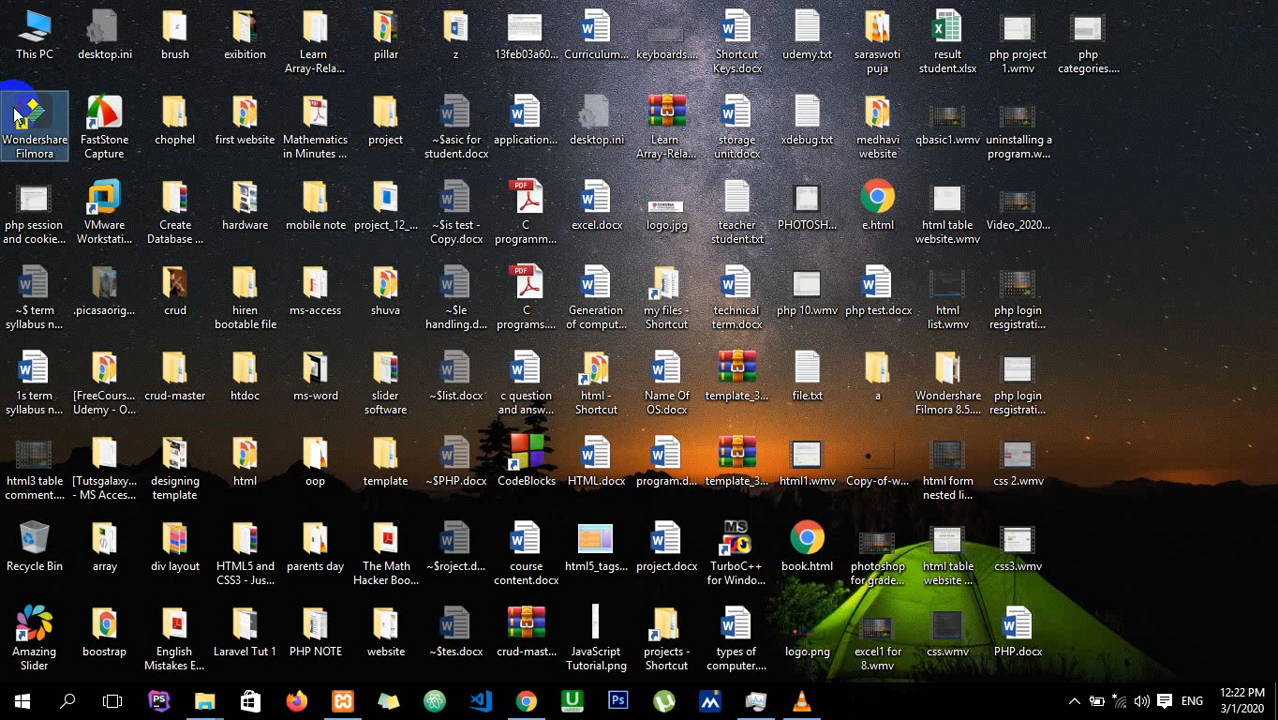 This PC
desktop.ini
brush
exibition
Learn
Array-Rela...
pillar
z
13feb03a60...
Curriculum...
keyboards....
Shortcut
Keys.docx
udemy.txt
saraswoti
puja
result
student.xlsx
php project
1.wmv
php
categories....
Wondershare
Filmora
FastStone
Capture
chophel
first website
Mathematics
in Minutes ...
project
~$asic for
student.docx
application...
desktop.ini
Learn
Array-Rela...
storage
unit.docx
xdebug.txt
medhavi
website
qbasic1.wmv
uninstalling a
program.w...
php session
and cookie...
VMware
Workstati...
Create
Database ...
hardware
mobile note
project_12_...
~$is test -
Copy.docx
PDF
C
programm...
excel.docx
logo.jpg
teacher
student.txt
PHOTOSH...
e.html
html table
website.wmv
Video_2020...
~$ term
syllabus n...
.picasaorig...
crud
hiren
bootable file
ms-access
shuva
~$le
handling.d...
PDF
C
programs....
Generation
of comput...
my files -
Shortcut
technical
term.docx
php 10.wmv
php test.docx
html
list.wmv
php login
resgistrati...
1s term
syllabus n...
[FreeCours...
Udemy - O...
crud-master
htdoc
ms-word
slider
software
~$list.docx
c question
and answ...
html -
Shortcut
Name Of
OS.docx
template_3...
file.txt
a
Wondershare
Filmora 8.5....
php login
resgistrati...
html3 table
comment....
[Tutsgalaxy...
- MS Acces...
designing
template
html
oop
template
~$PHP.docx
CodeBlocks
HTML.docx
program.d...
template_3...
html1.wmv
Copy-of-w...
html form
nested li...
css 2.wmv
Recycle Bin
array
div layout
HTML5 and
CSS3 - Jus...
parents day
The Math
Hacker Boo...
~$roject.d...
course
content.docx
html5_tags...
project.docx
MS
TurboC++
for Windo...
book.html
photoshop
for grade...
html table
website ...
css3.wmv
Amazing
Slider
boostrap
English
Mistakes E...
Laravel Tut 1
PHP NOTE
website
~$tes.docx
crud-mast...
JavaScript
Tutorial.png
projects -
Shortcut
types of
computer....
logo.png
excel1 for
8.wmv
css.wmv
PHP.docx
PS
U
Ps
ENG
12:22 PM
3/1/2020